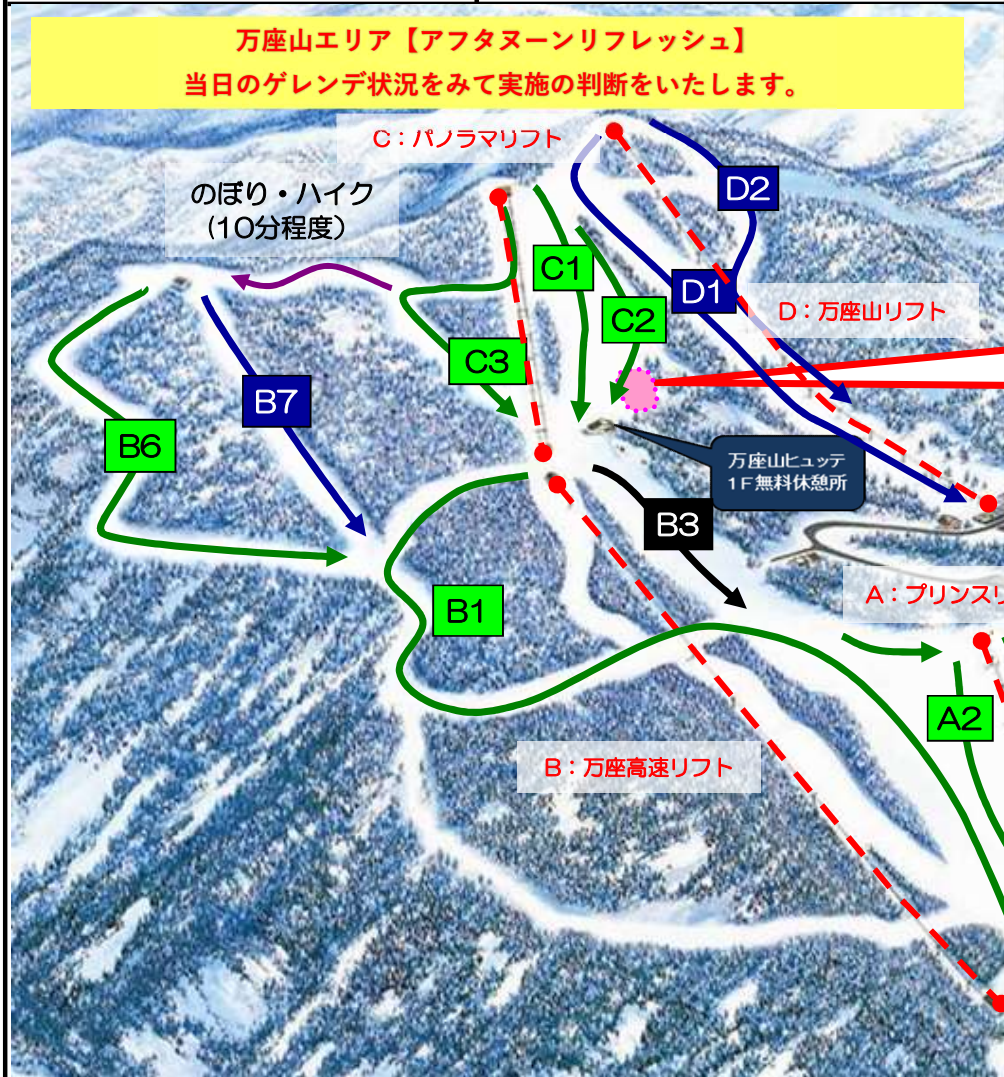 万座山エリア【アフタヌーンリフレッシュ】
当日のゲレンデ状況をみて実施の判断をいたします。
C：パノラマリフト
のぼり・ハイク
(10分程度)
D2
C1
D1
C2
D：万座山リフト
C3
B7
B6
万座山ヒュッテ
1F無料休憩所
B3
A：プリンスリ
B1
A2
B：万座高速リフト